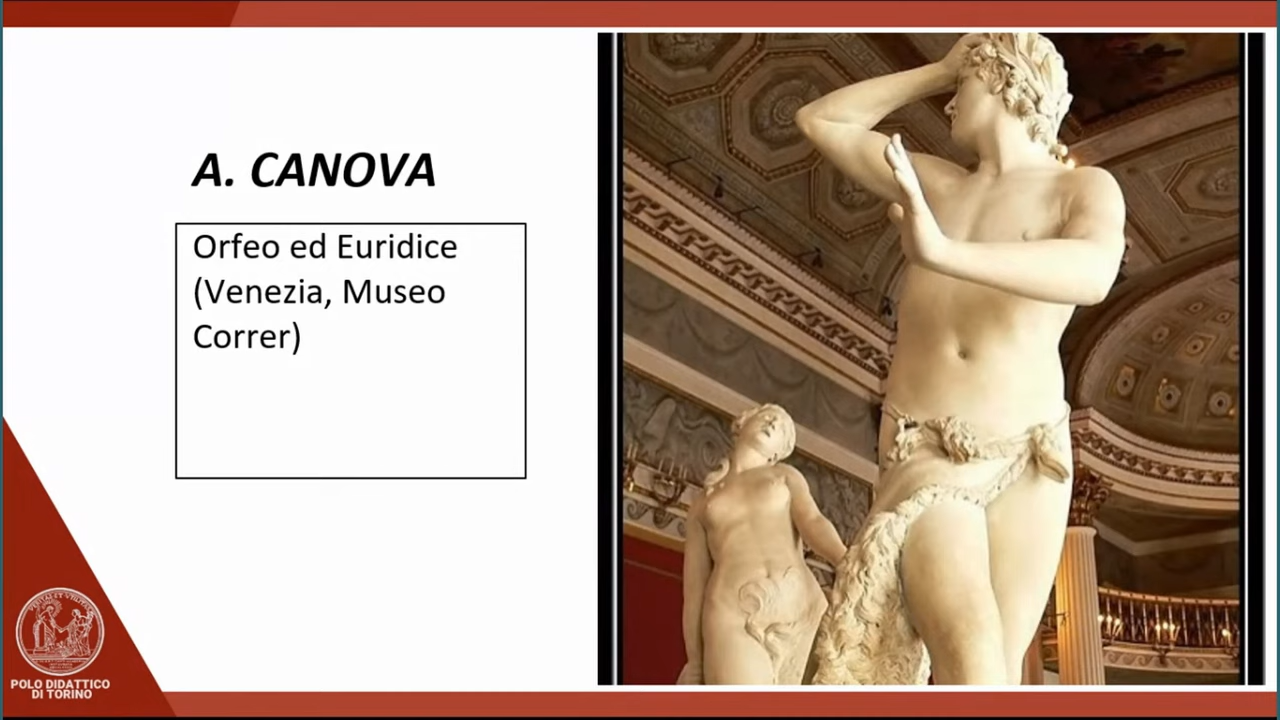 A. CANOVA
Orfeo ed Euridice
(Venezia, Museo
Correr)
POLO DIDATTICO
DI TORINO